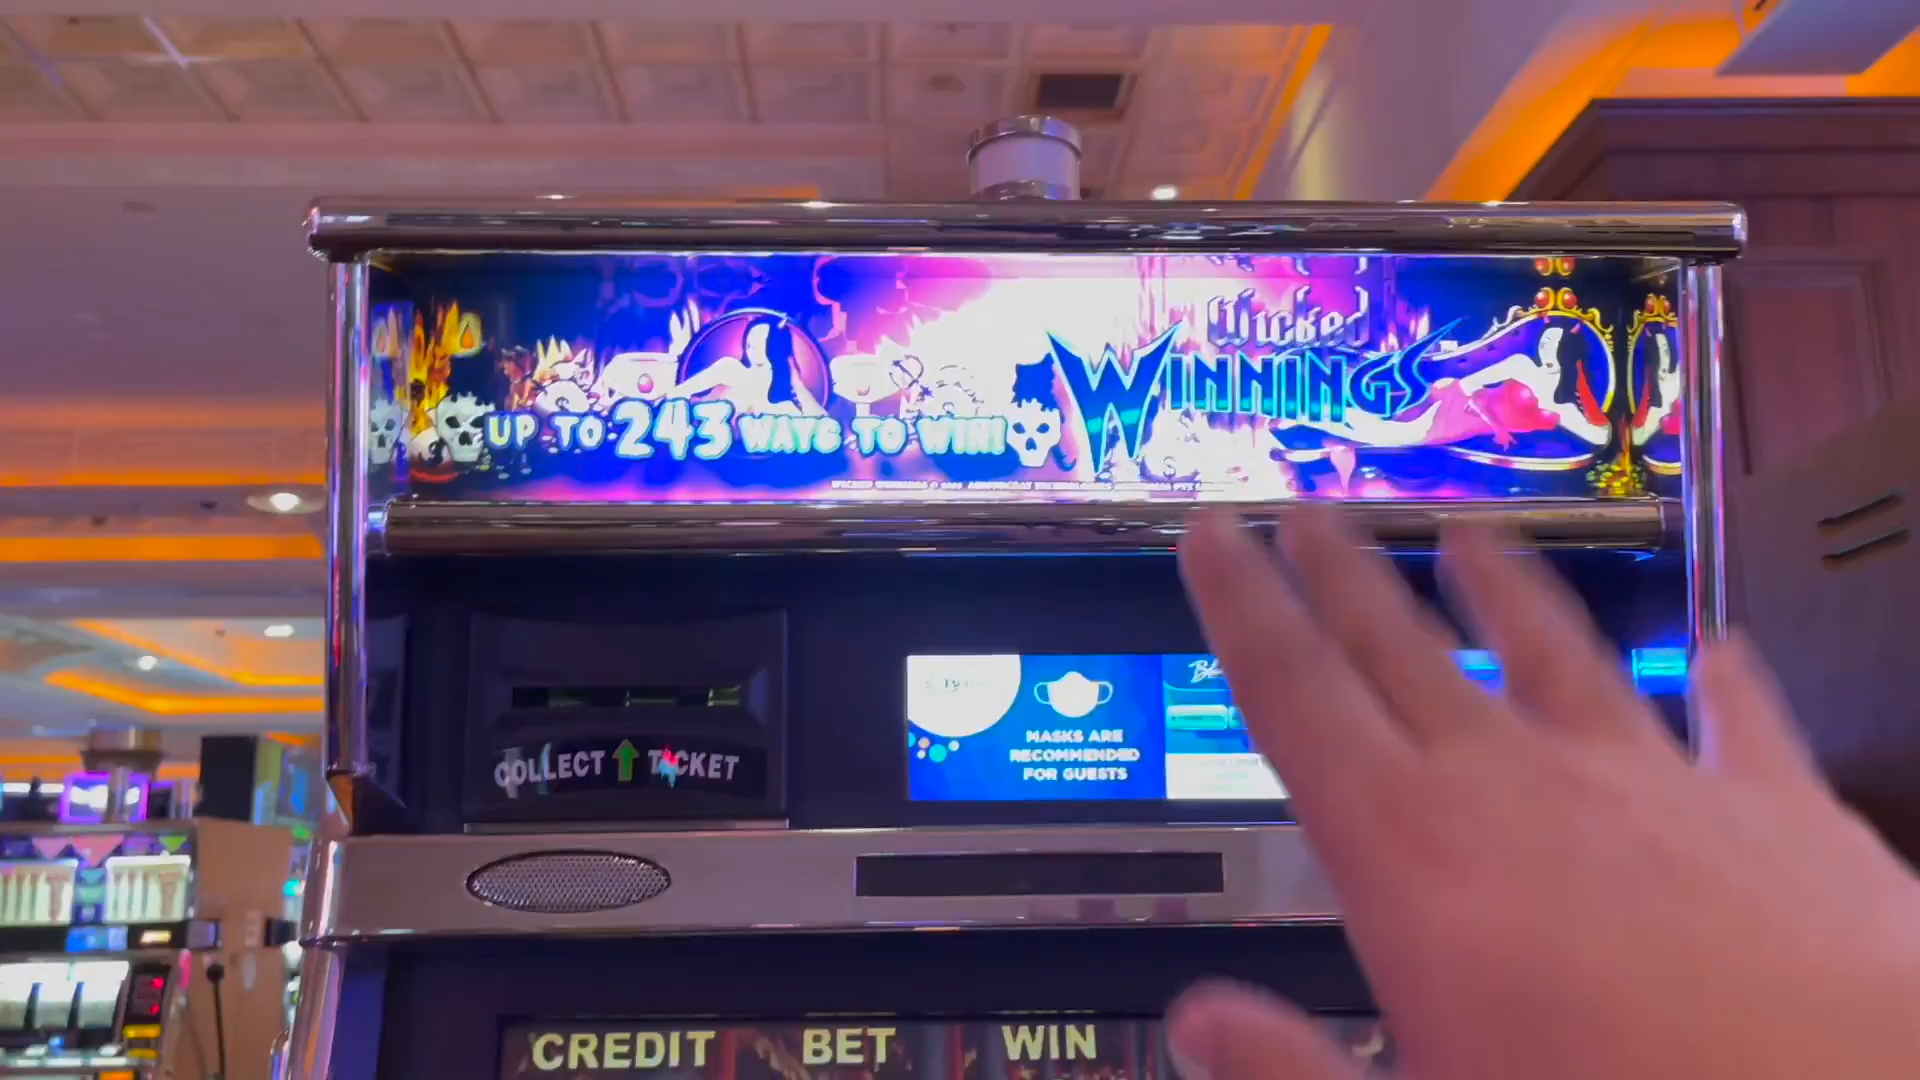 Wicked
WINNINGS
UP TO 243 WAYS TO WIN!
MASKS ARE
RECOMMENDED
FOR GUESTS
COLLECT TICKET
CREDIT BET WIN